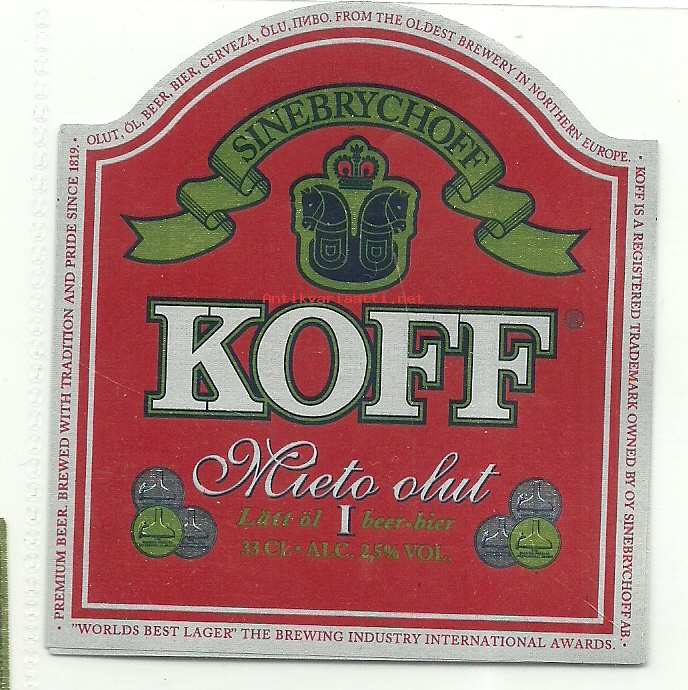 OLUT, ÖL, BEER, BIER, CERVEZA, ÕLU, ПИВО. FROM THE OLDEST BREWERY IN NORTHERN EUROPE. •
KOFF IS A REGISTERED TRADEMARK OWNED BY OY SINEBRYCHOFF AB •
• PREMIUM BEER. BREWED WITH TRADITION AND PRIDE SINCE 1819. •
SINEBRYCHOFF
Antikvariaatti.net
KOFF ®
Mieto olut
Lätt öl I beer-bier
33 CL • ALC. 2,5% VOL.
"WORLDS BEST LAGER" THE BREWING INDUSTRY INTERNATIONAL AWARDS. •